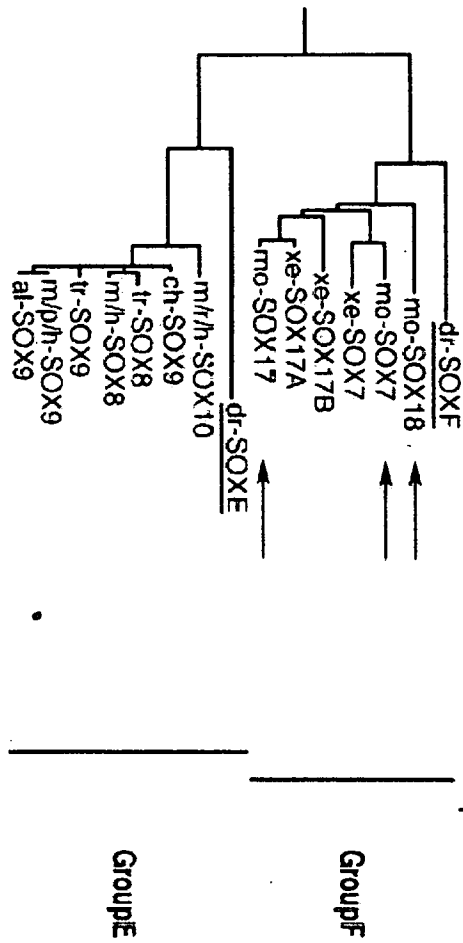 dr-SOXF
mo-SOX18
mo-SOX7
xe-SOX7
xe-SOX17B
xe-SOX17A
mo-SOX17
GroupF
dr-SOXE
m/r/h-SOX10
ch-SOX9
tr-SOX8
m/h-SOX8
tr-SOX9
m/p/h-SOX9
al-SOX9
GroupE